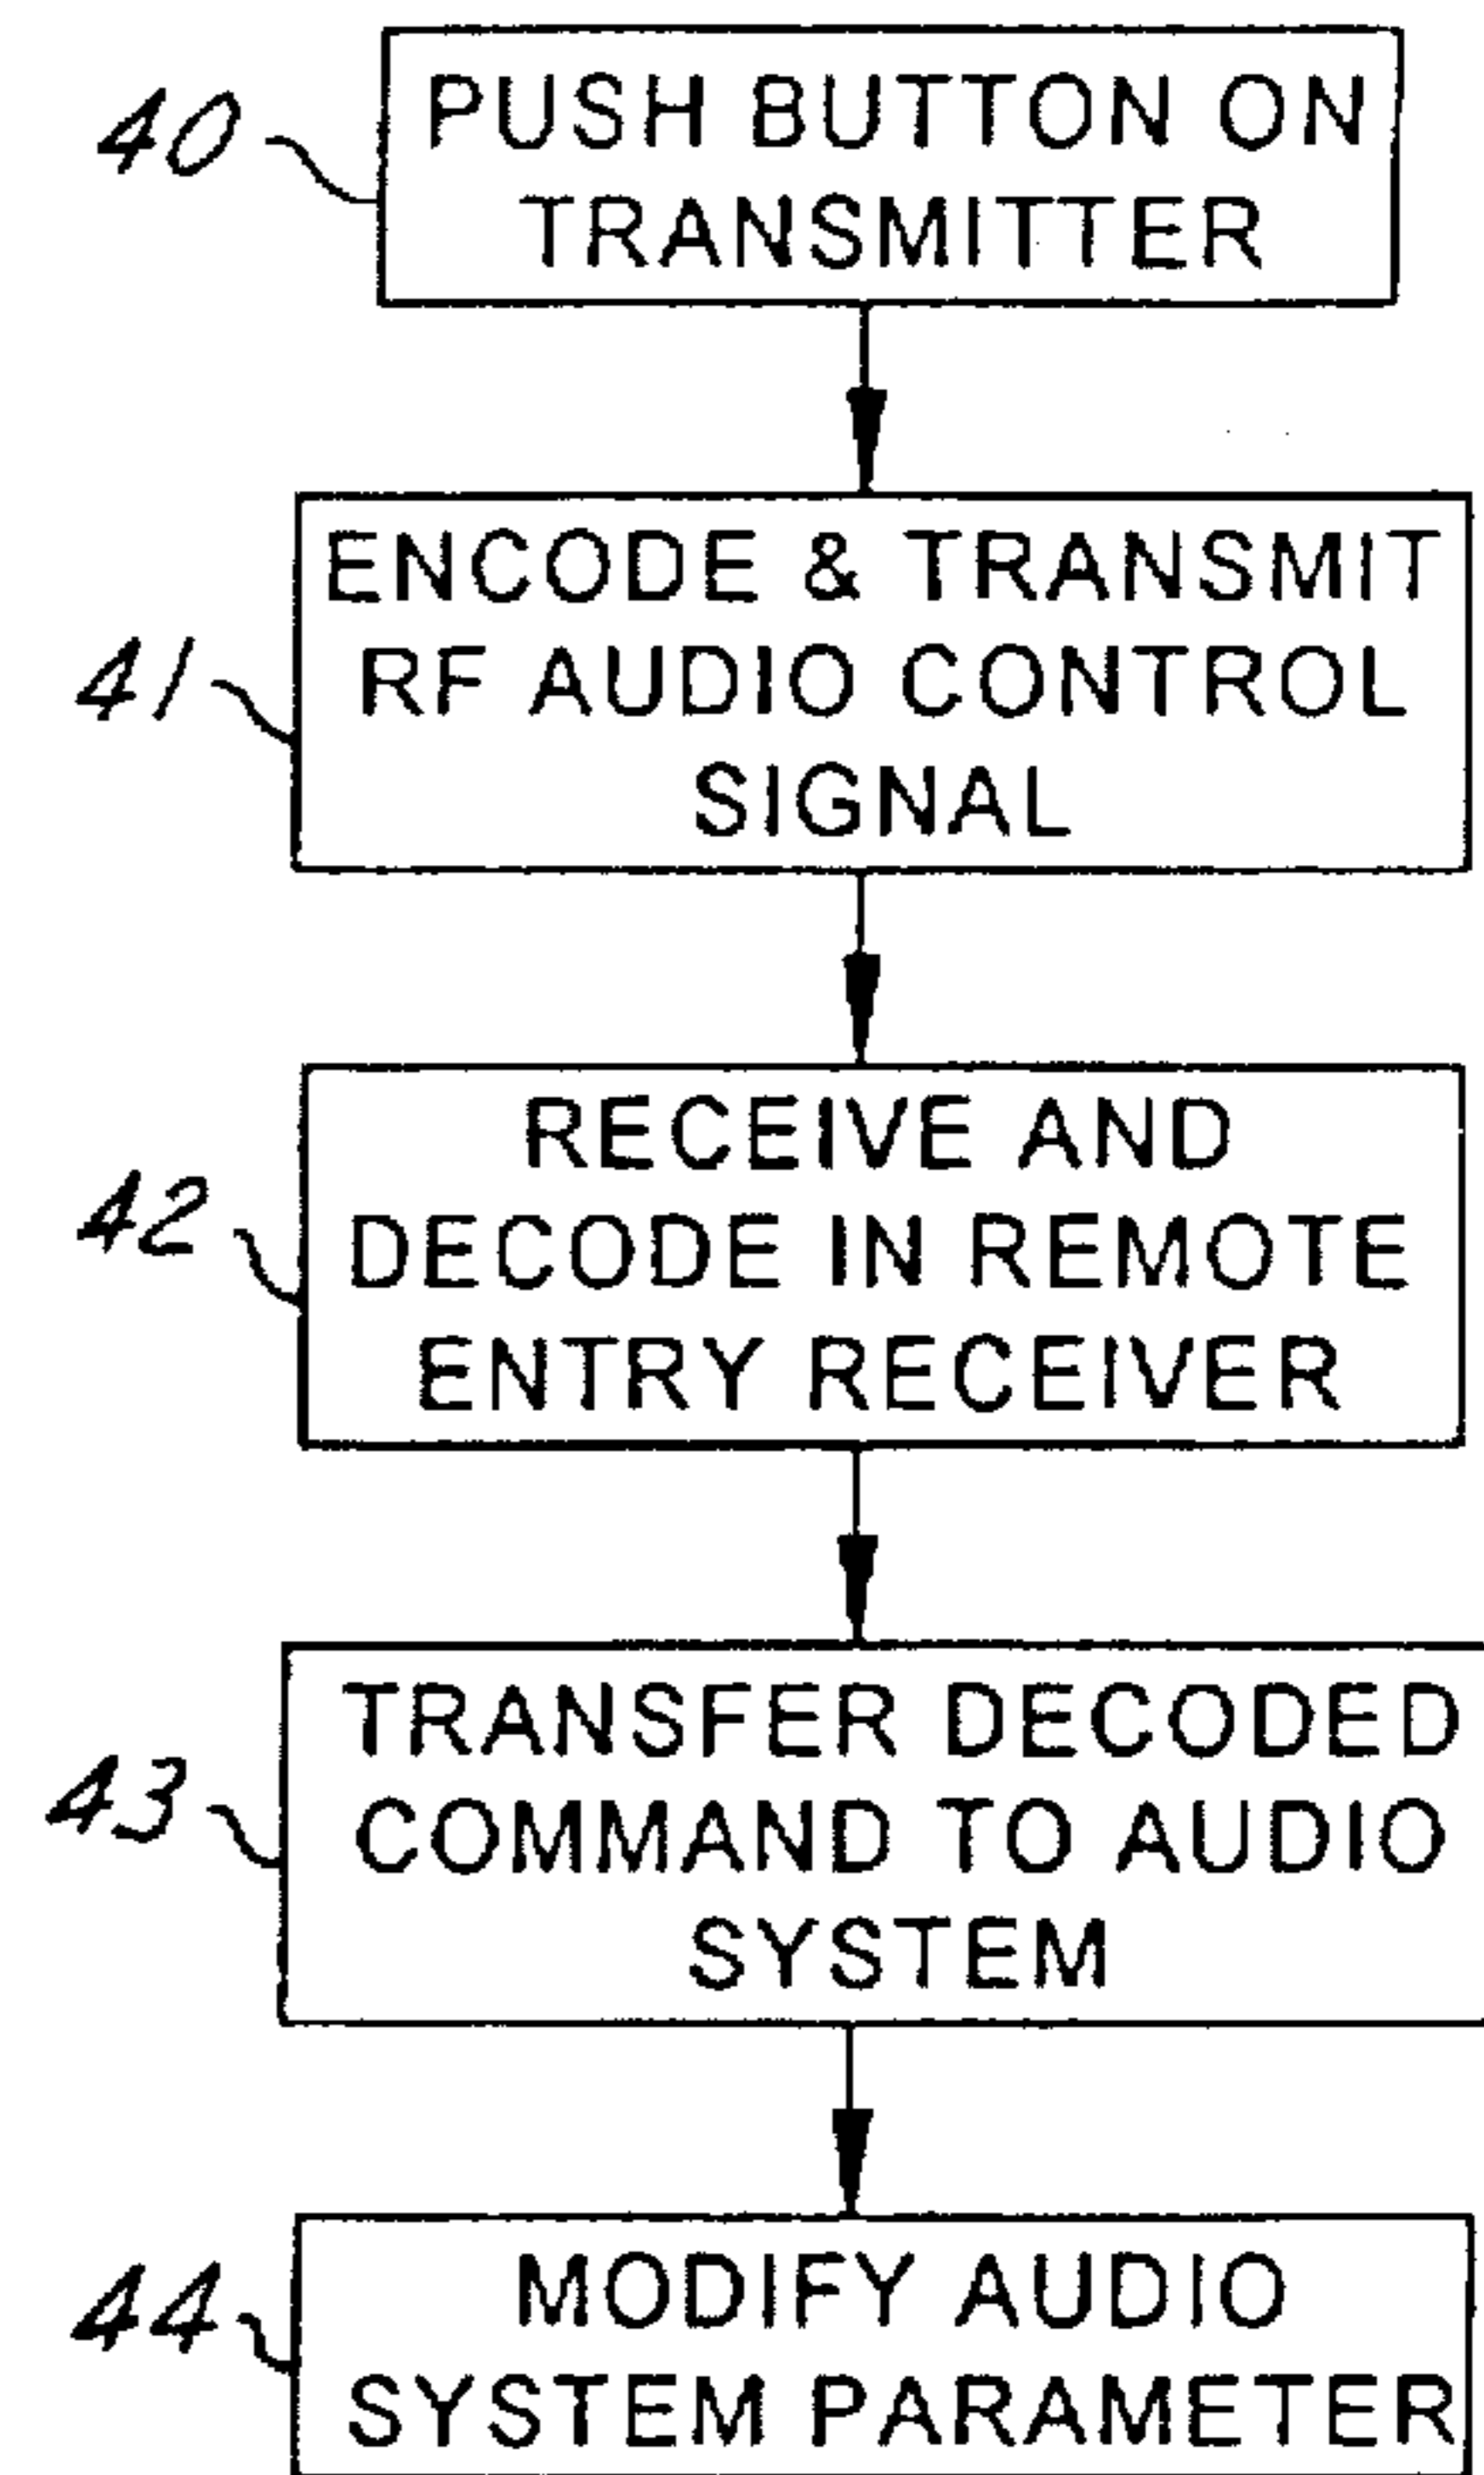 40
PUSH BUTTON ON
TRANSMITTER
41
ENCODE & TRANSMIT
RF AUDIO CONTROL
SIGNAL
42
RECEIVE AND
DECODE IN REMOTE
ENTRY RECEIVER
43
TRANSFER DECODED
COMMAND TO AUDIO
SYSTEM
44
MODIFY AUDIO
SYSTEM PARAMETER